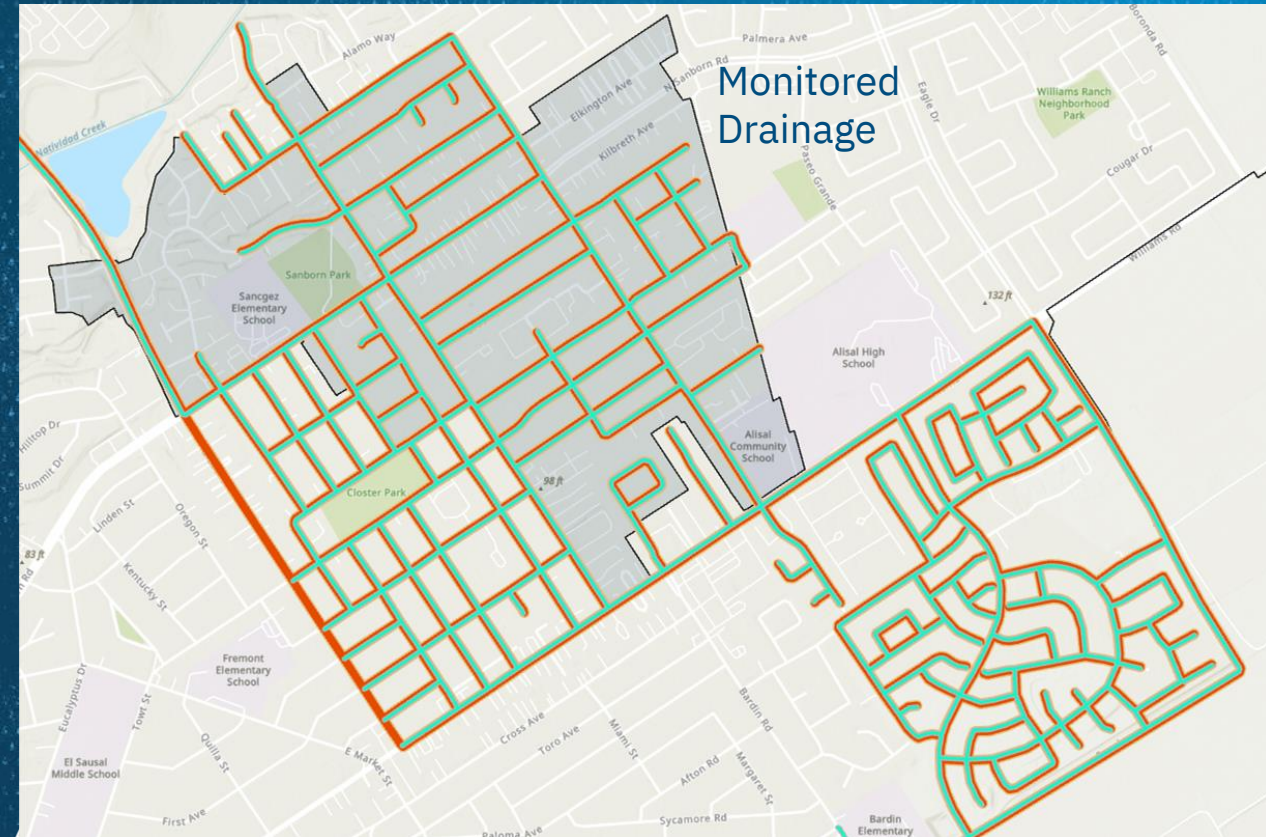 Monitored
Drainage
Alamo Way
Palmera Ave
N Sanborn Rd
Boronda Rd
Elkington Ave
Kilbreth Ave
Eagle Dr
Williams Ranch
Neighborhood
Park
Cougar Dr
Paseo Grande
Natividad Creek
Williams Rd
Sanborn Park
Sancgez
Elementary
School
132 ft
Alisal High
School
Alisal
Community
School
Hilltop Dr
Summit Dr
Linden St
Oregon St
Closter Park
98 ft
83 ft
n Rd
Kentucky St
Fremont
Elementary
School
Eucalyptus Dr
Towt St
Quilla St
E Market St
El Sausal
Middle School
First Ave
Cross Ave
Toro Ave
Miami St
Bardin Rd
Afton Rd
Margaret St
Paloma Ave
Sycamore Rd
Bardin
Elementary